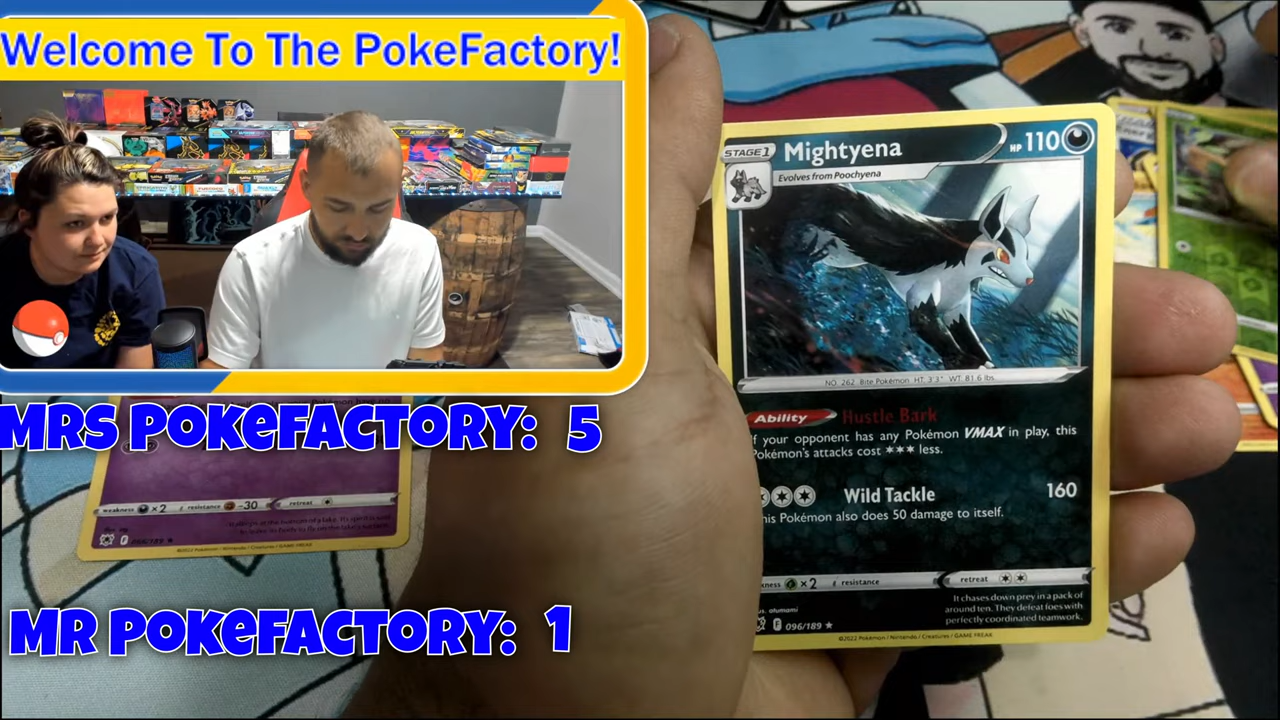 Welcome To The PokeFactory!
MRS POKEFACTORY: 5
weakness ×2 resistance -30 retreat
066/189 ★
©2022 Pokémon / Nintendo / Creatures / GAME FREAK
MR POKEFACTORY: 1
STAGE 1 Mightyena HP 110
Evolves from Poochyena
NO. 262 Bite Pokémon HT: 3'3" WT: 81.6 lbs.
Ability Hustle Bark
If your opponent has any Pokémon VMAX in play, this
Pokémon's attacks cost ✱✱✱ less.
Wild Tackle 160
This Pokémon also does 50 damage to itself.
×2 resistance retreat
It chases down prey in a pack of
around ten. They defeat foes with
perfectly coordinated teamwork.
otumami
096/189 ★
©2022 Pokémon / Nintendo / Creatures / GAME FREAK